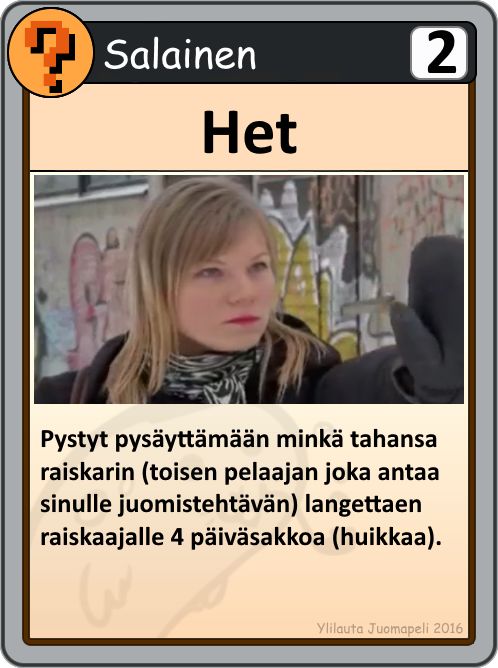 Salainen
2
Het
Pystyt pysäyttämään minkä tahansa
raiskarin (toisen pelaajan joka antaa
sinulle juomistehtävän) langettaen
raiskaajalle 4 päiväsakkoa (huikkaa).
Ylilauta Juomapeli 2016